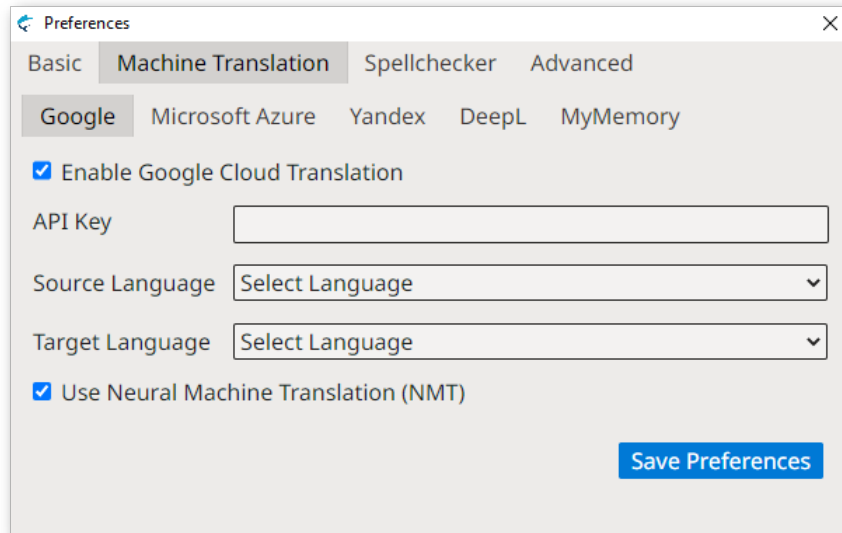 Preferences
Basic Machine Translation Spellchecker Advanced
Google Microsoft Azure Yandex DeepL MyMemory
Enable Google Cloud Translation
API Key
Source Language Select Language
Target Language Select Language
Use Neural Machine Translation (NMT)
Save Preferences